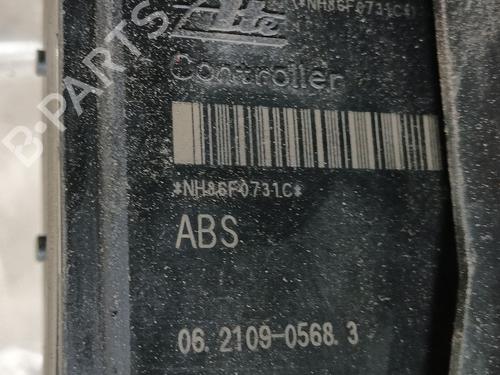 Ate
(*NH86F0731C*)
Controller
*NH86F0731C*
ABS
06.2109-0568.3
B-PARTS